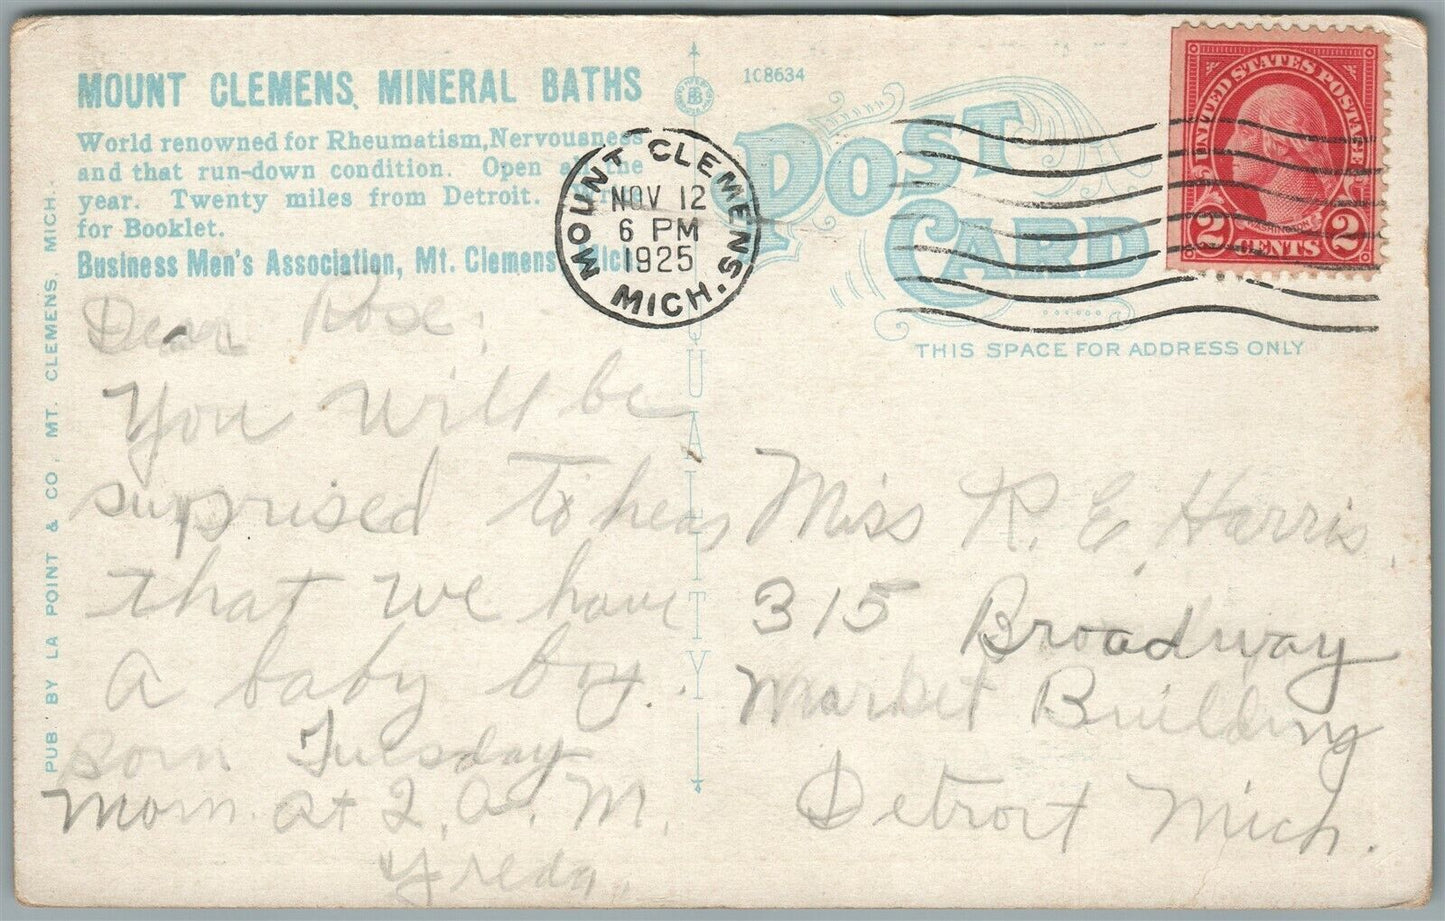 MOUNT CLEMENS, MINERAL BATHS
World renowned for Rheumatism, Nervousness
and that run-down condition. Open all the
year. Twenty miles from Detroit. Write
for Booklet.
Business Men's Association, Mt. Clemens, Mich
PUB BY LA POINT & CO, MT. CLEMENS, MICH.
Dear Rose,
You will be
surprised to hear
that we have
a baby boy.
Born Tuesday
Morn. at 2. A. M.
Freda.
QUALITY
1C8634
POST
CARD
THIS SPACE FOR ADDRESS ONLY
MOUNT CLEMENS, MICH.
NOV 12
6 PM
1925
UNITED STATES POSTAGE
WASHINGTON
2 CENTS 2
Miss R. E. Harris.
315 Broadway
Market Building
Detroit Mich.